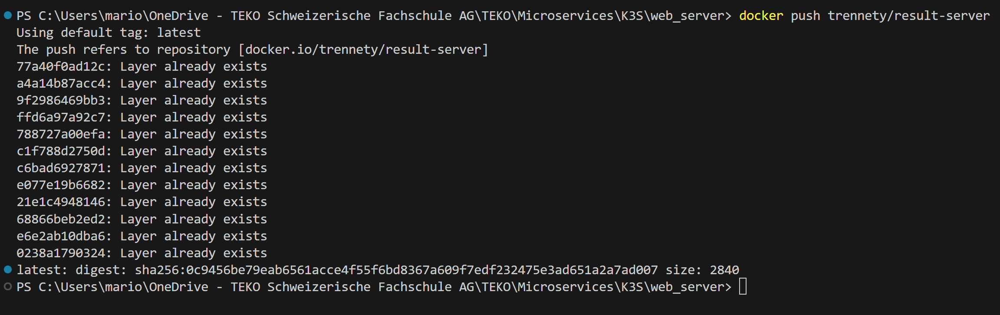 PS C:\Users\mario\OneDrive - TEKO Schweizerische Fachschule AG\TEKO\Microservices\K3S\web_server> docker push trennety/result-server
Using default tag: latest
The push refers to repository [docker.io/trennety/result-server]
77a40f0ad12c: Layer already exists
a4a14b87acc4: Layer already exists
9f2986469bb3: Layer already exists
ffd6a97a92c7: Layer already exists
788727a00efa: Layer already exists
c1f788d2750d: Layer already exists
c6bad6927871: Layer already exists
e077e19b6682: Layer already exists
21e1c4948146: Layer already exists
68866beb2ed2: Layer already exists
e6e2ab10dba6: Layer already exists
0238a1790324: Layer already exists
latest: digest: sha256:0c9456be79eab6561acce4f55f6bd8367a609f7edf232475e3ad651a2a7ad007 size: 2840
PS C:\Users\mario\OneDrive - TEKO Schweizerische Fachschule AG\TEKO\Microservices\K3S\web_server>